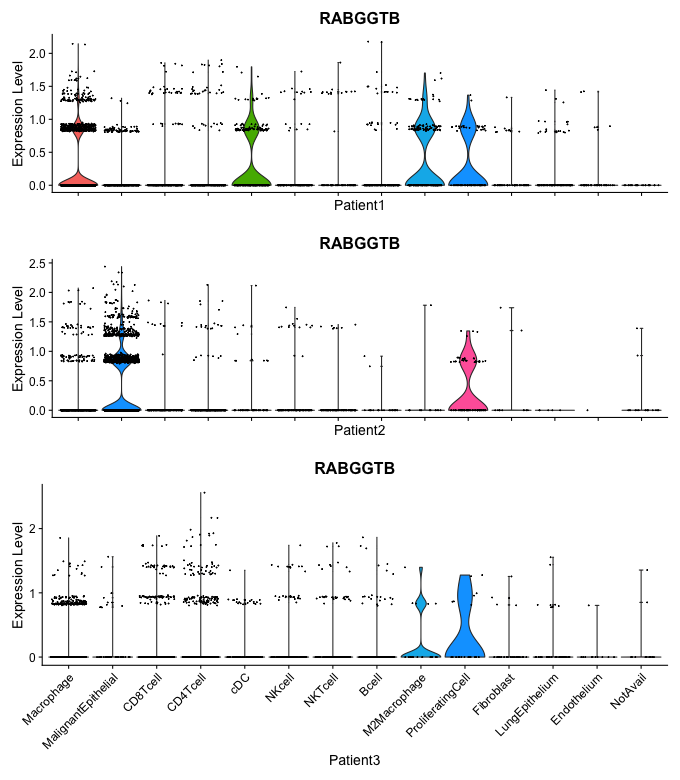 RABGGTB
Expression Level
2.0
1.5
1.0
0.5
0.0
Patient1
RABGGTB
Expression Level
2.5
2.0
1.5
1.0
0.5
0.0
Patient2
RABGGTB
Expression Level
2
1
0
Macrophage
MalignantEpithelial
CD8Tcell
CD4Tcell
cDC
NKcell
NKTcell
Bcell
M2Macrophage
ProliferatingCell
Fibroblast
LungEpithelium
Endothelium
NotAvail
Patient3